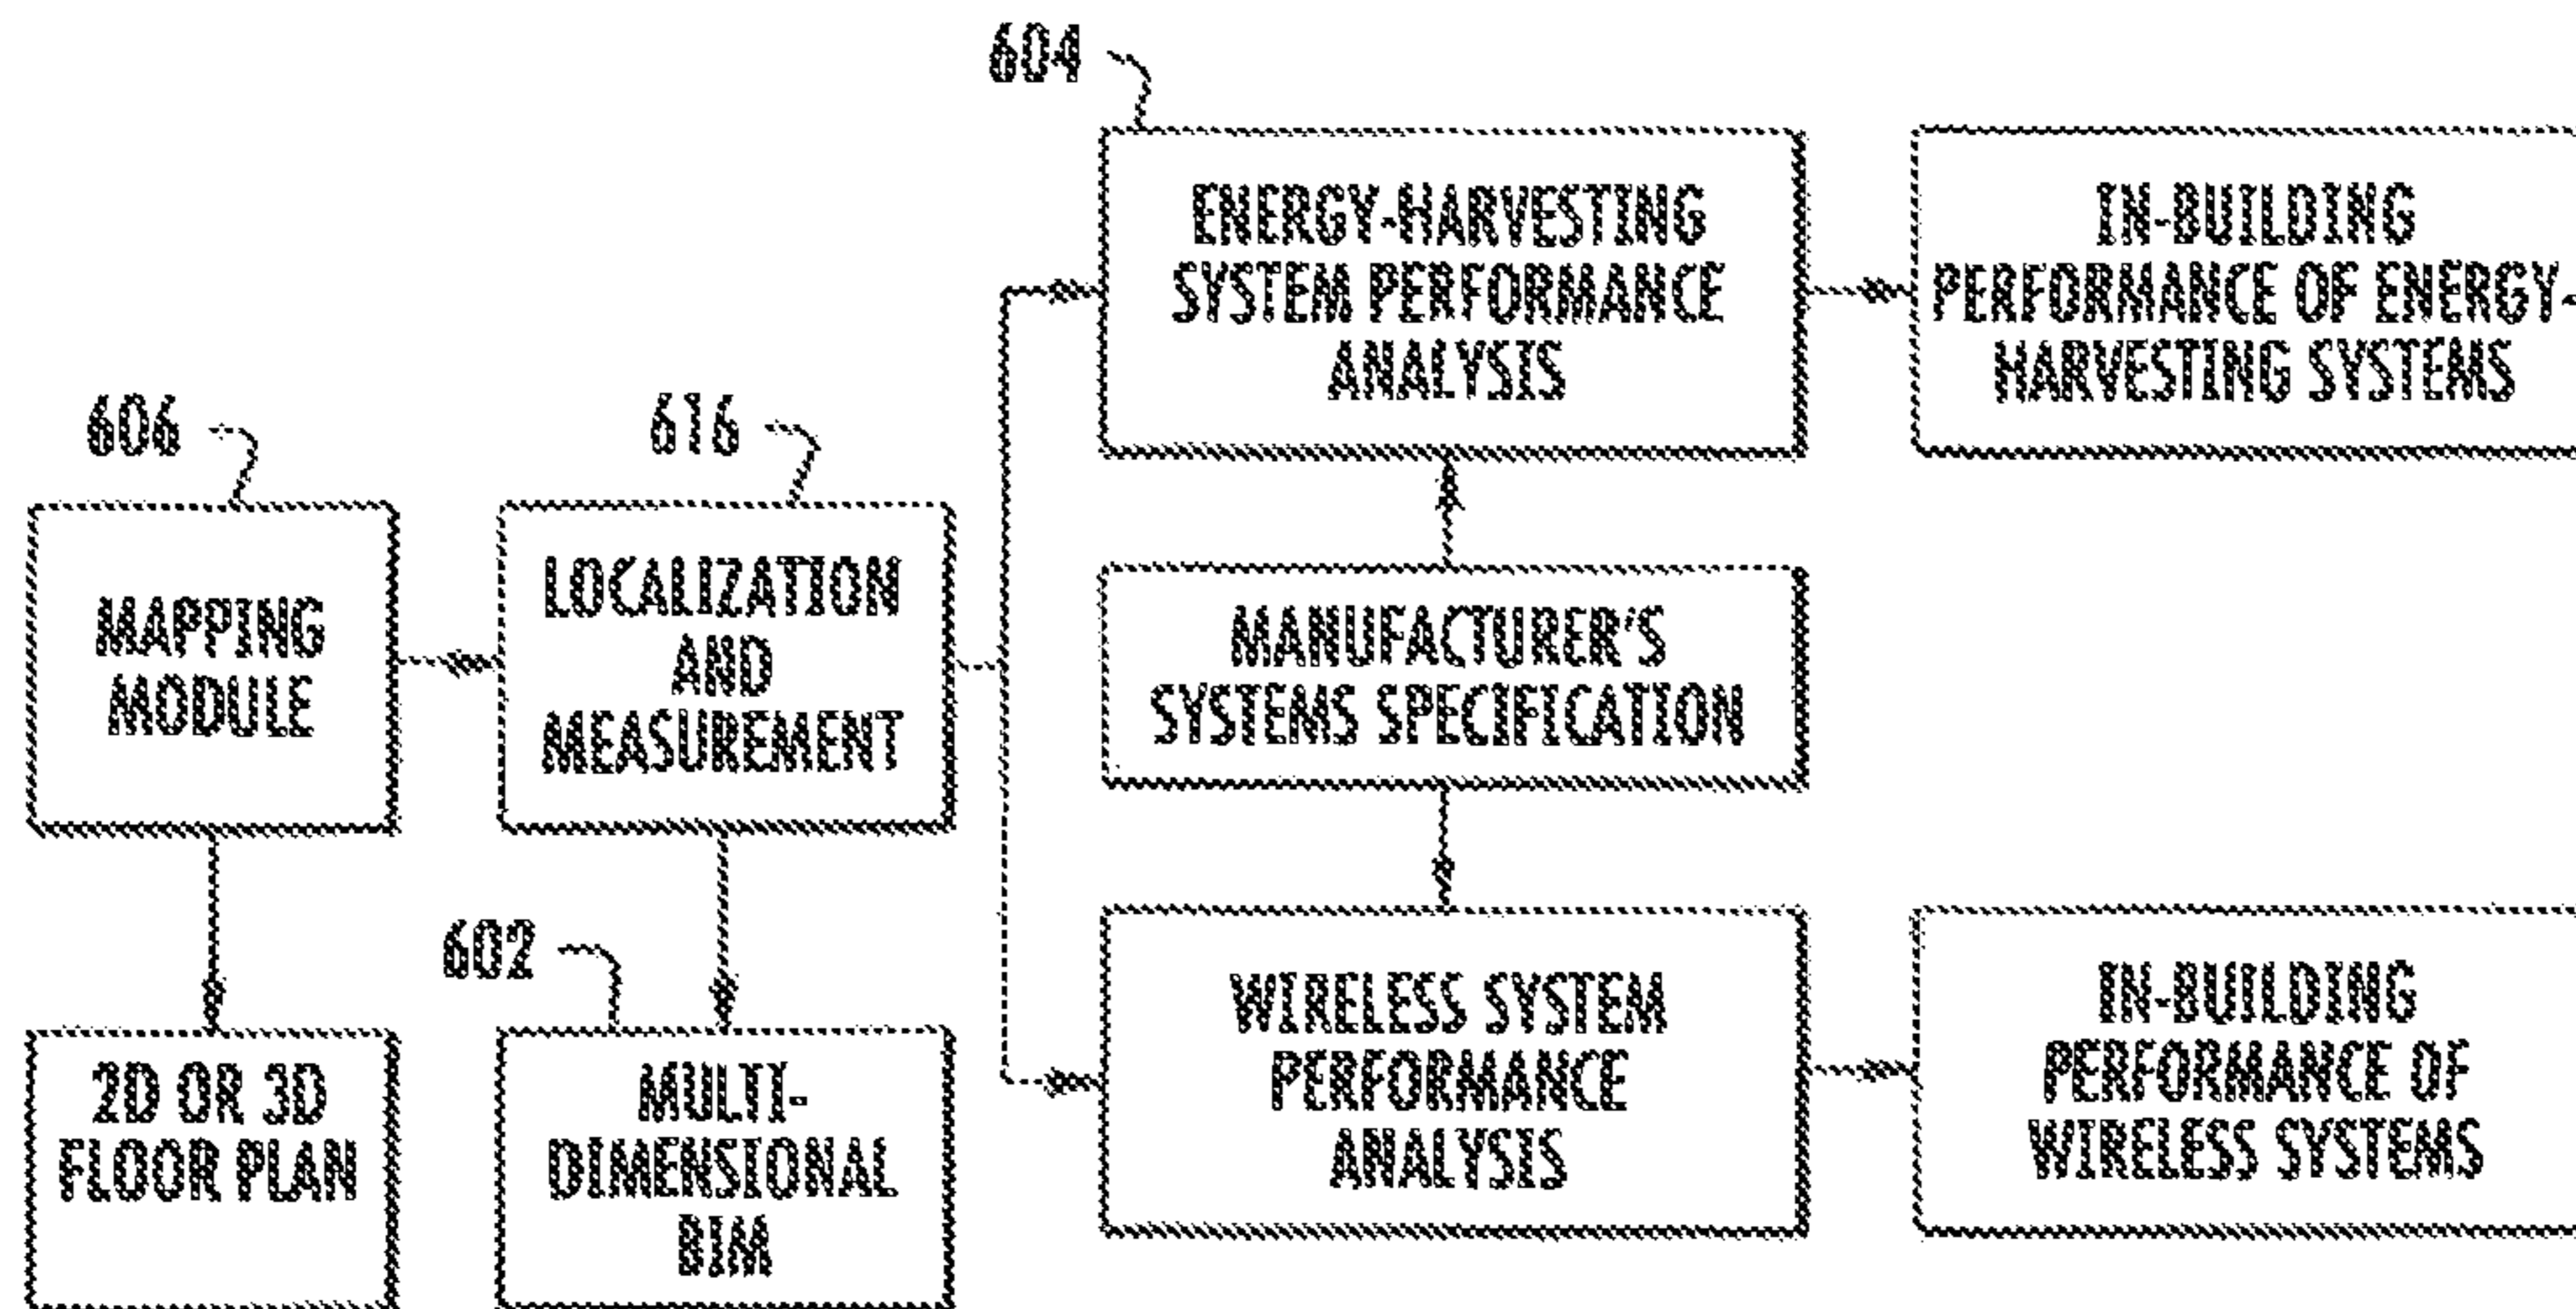 604
ENERGY-HARVESTING
SYSTEM PERFORMANCE
ANALYSIS
IN-BUILDING
PERFORMANCE OF ENERGY-
HARVESTING SYSTEMS
606
616
MAPPING
MODULE
LOCALIZATION
AND
MEASUREMENT
MANUFACTURER'S
SYSTEMS SPECIFICATION
602
2D OR 3D
FLOOR PLAN
MULTI-
DIMENSIONAL
BIM
WIRELESS SYSTEM
PERFORMANCE
ANALYSIS
IN-BUILDING
PERFORMANCE OF
WIRELESS SYSTEMS